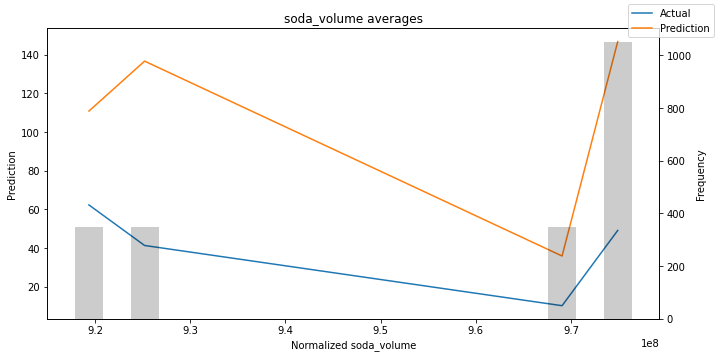 soda_volume averages
Actual
Prediction
140
120
100
80
60
40
20
Prediction
1000
800
600
400
200
0
Frequency
9.2 9.3 9.4 9.5 9.6 9.7
1e8
Normalized soda_volume